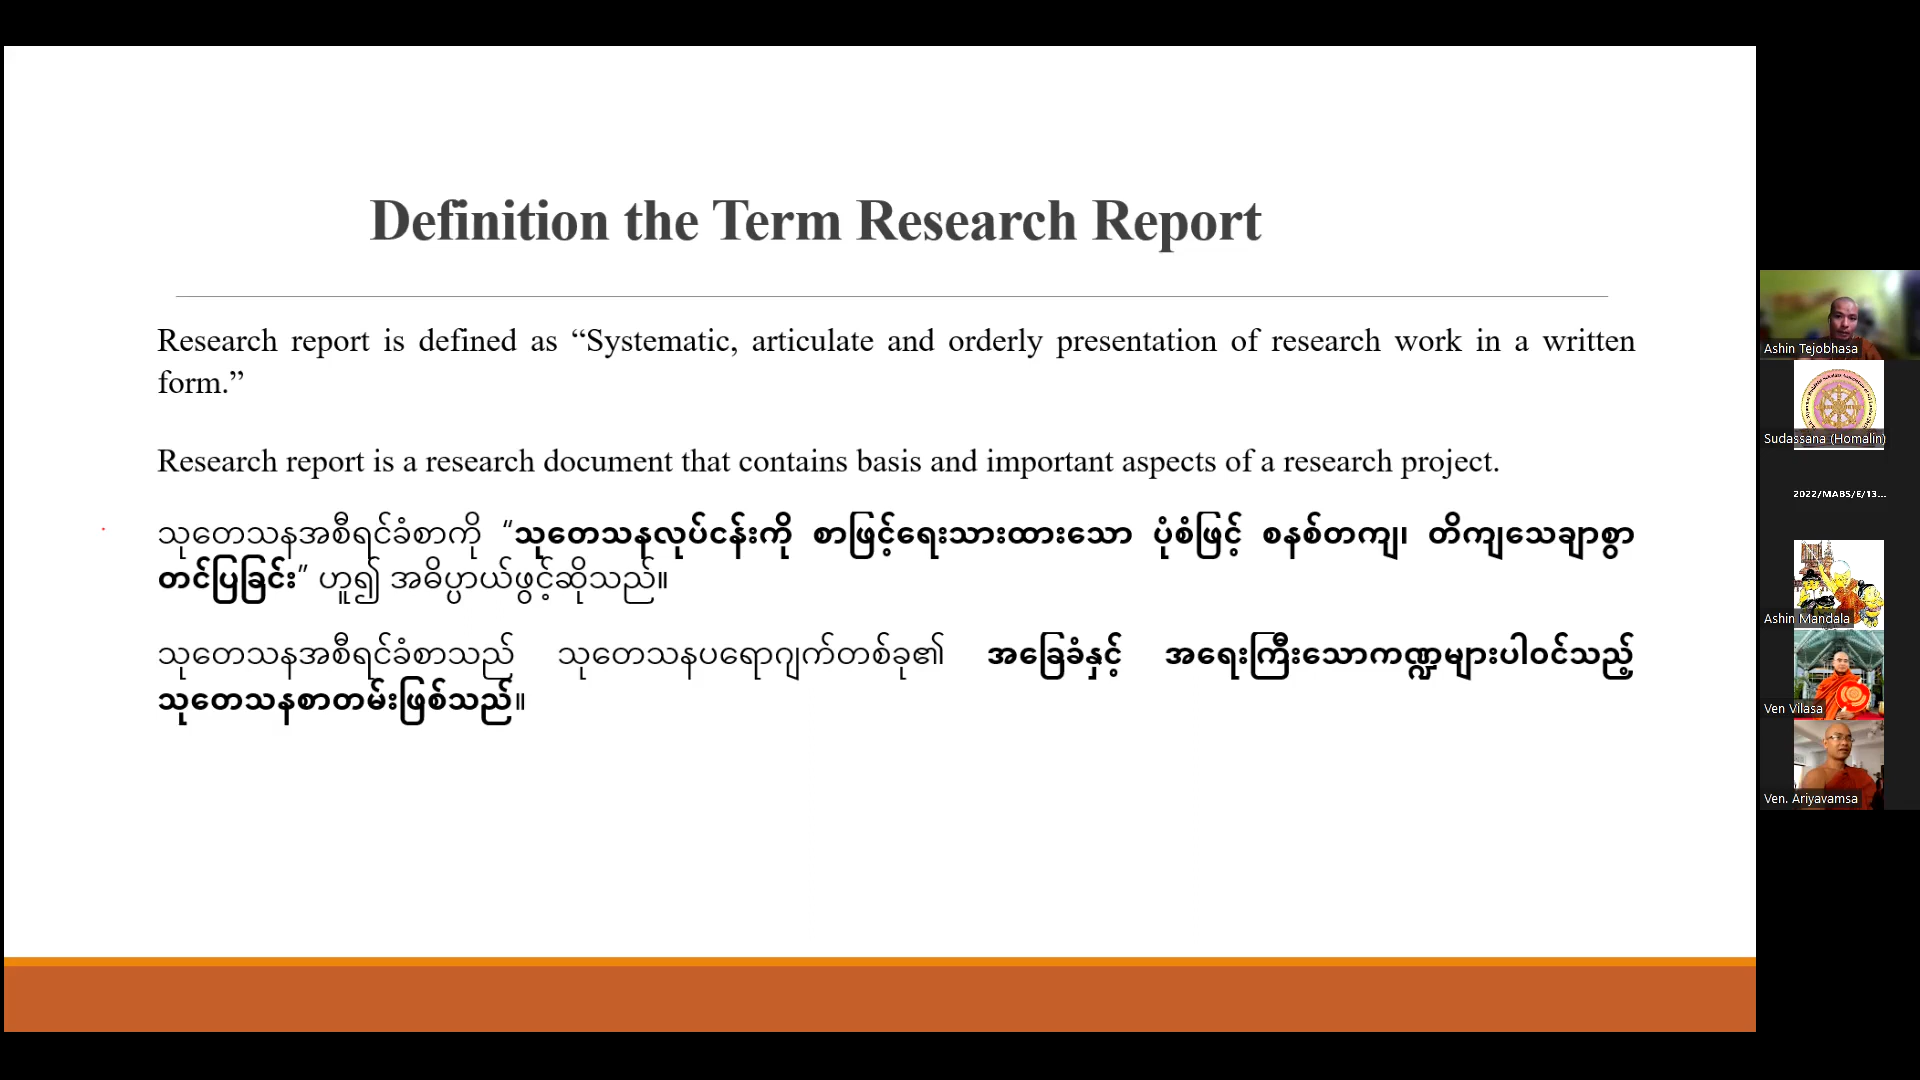 Definition the Term Research Report
Research report is defined as “Systematic, articulate and orderly presentation of research work in a written
form.”
Research report is a research document that contains basis and important aspects of a research project.
သုတေသနအစီရင်ခံစာကို “သုတေသနလုပ်ငန်းကို စာဖြင့်ရေးသားထားသော ပုံစံဖြင့် စနစ်တကျ၊ တိကျသေချာစွာ
တင်ပြခြင်း” ဟူ၍ အဓိပ္ပာယ်ဖွင့်ဆိုသည်။
သုတေသနအစီရင်ခံစာသည် သုတေသနပရောဂျက်တစ်ခု၏ အခြေခံနှင့် အရေးကြီးသောကဏ္ဍများပါဝင်သည့်
သုတေသနစာတမ်းဖြစ်သည်။
Ashin Tejobhasa
Sudassana (Homalin)
2022/MABS/E/13...
Ashin Mandala
Ven Vilasa
Ven. Ariyavamsa